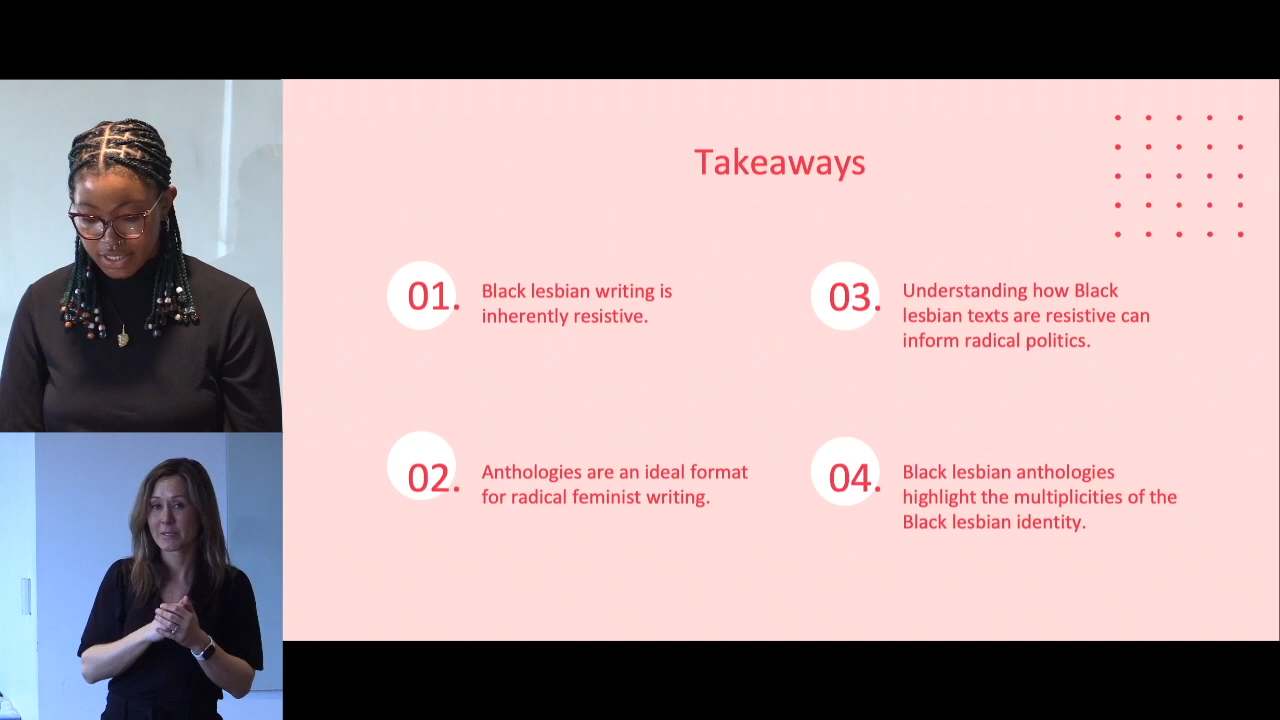 Takeaways
01.
Black lesbian writing is
inherently resistive.
02.
Anthologies are an ideal format
for radical feminist writing.
03.
Understanding how Black
lesbian texts are resistive can
inform radical politics.
04.
Black lesbian anthologies
highlight the multiplicities of the
Black lesbian identity.